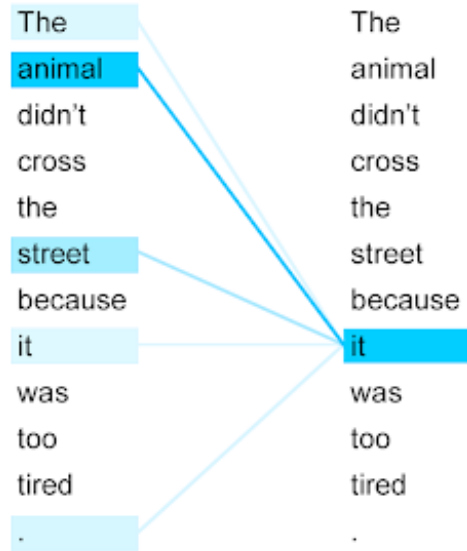 The The
animal animal
didn't didn't
cross cross
the the
street street
because because
it it
was was
too too
tired tired
. .